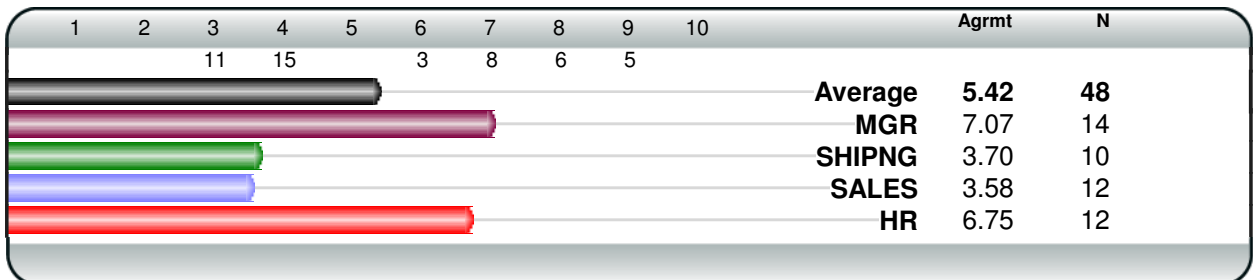 1 2 3 4 5 6 7 8 9 10 Agrmt N
11 15 3 8 6 5
Average 5.42 48
MGR 7.07 14
SHIPNG 3.70 10
SALES 3.58 12
HR 6.75 12